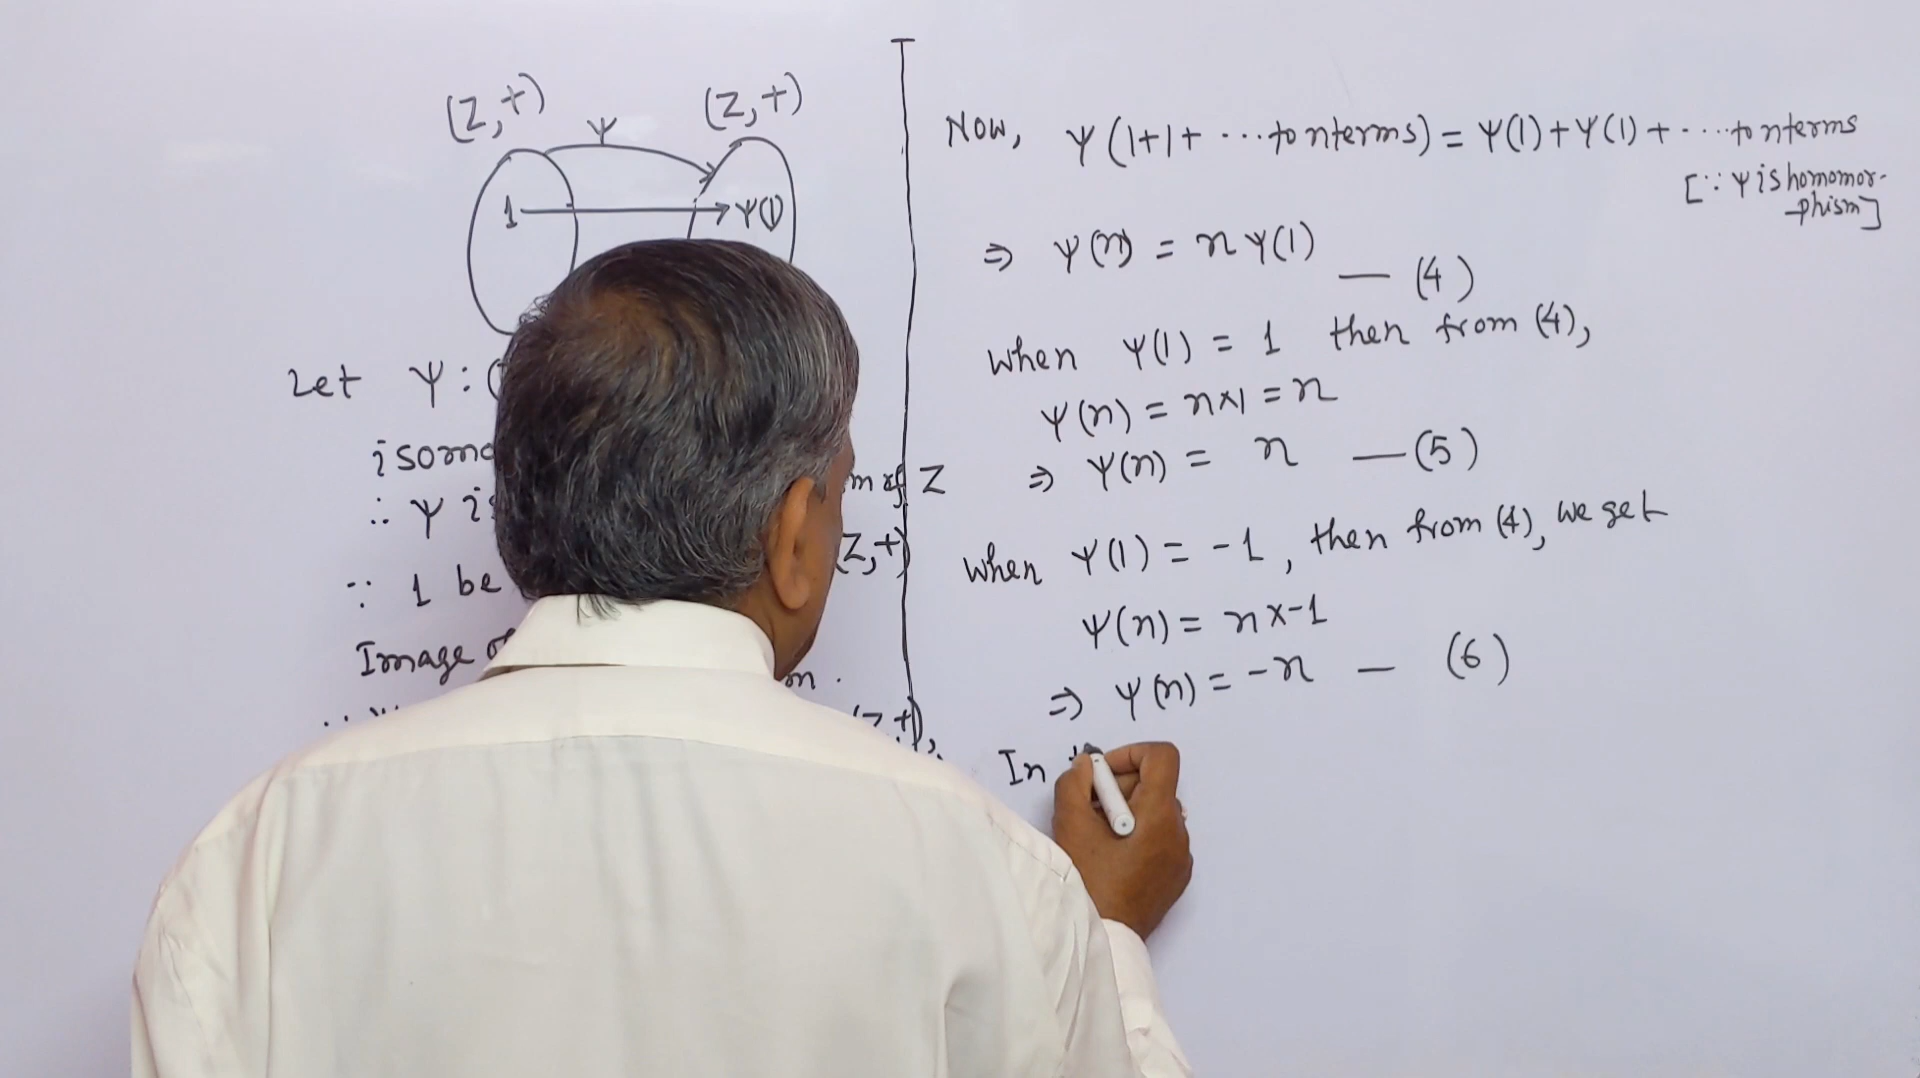 (Z,+) (Z,+)
Ψ
1 Ψ(1)
Let Ψ : (
∴ Ψ
m of Z
(Z,+)
∵ 1 be
Image
Now, Ψ(1+1+ ....to n terms) = Ψ(1)+Ψ(1)+ .....to n terms
[∵ Ψ is homomor-
-phism]
⇒ Ψ(n) = n Ψ(1) — (4)
When Ψ(1) = 1 then from (4),
Ψ(n) = n×1 = n
⇒ Ψ(n) = n — (5)
When Ψ(1) = -1, then from (4), we get
Ψ(n) = n×-1
⇒ Ψ(n) = -n — (6)
In